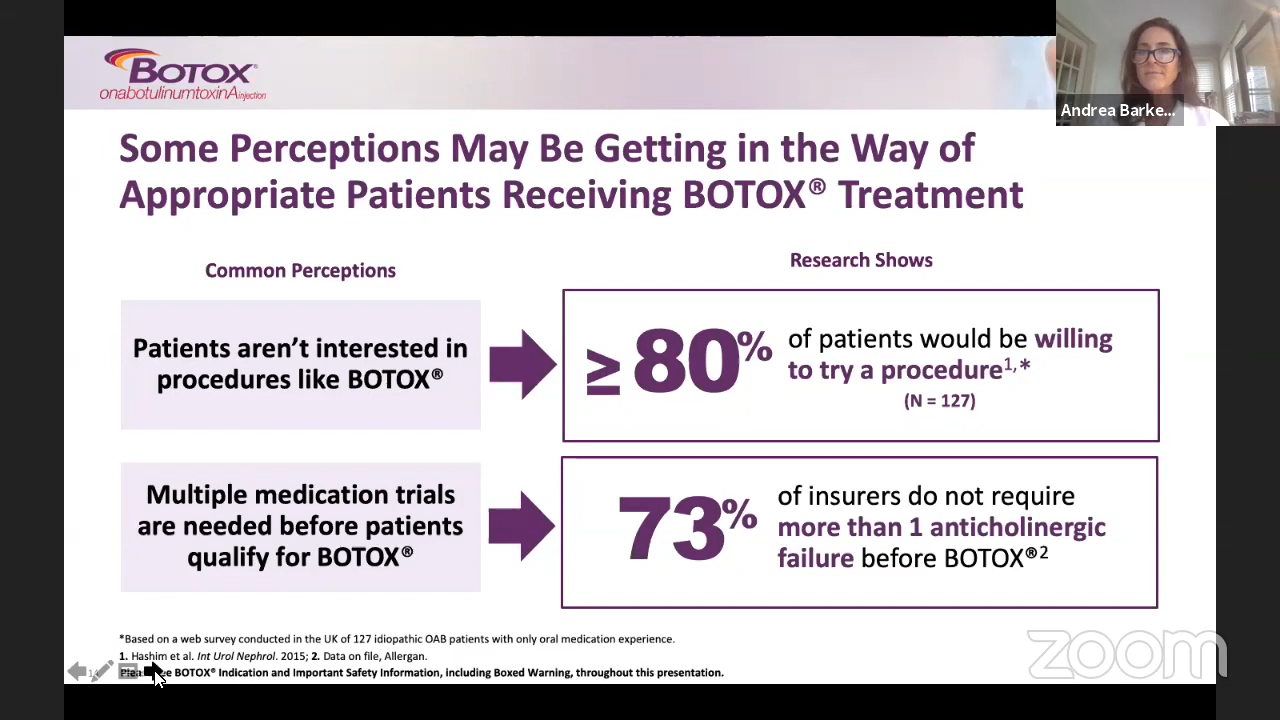 BOTOX®
onabotulinumtoxinA injection
Andrea Barke...
Some Perceptions May Be Getting in the Way of
Appropriate Patients Receiving BOTOX® Treatment
Common Perceptions
Research Shows
Patients aren't interested in
procedures like BOTOX®
≥ 80%
of patients would be willing
to try a procedure1,*
(N = 127)
Multiple medication trials
are needed before patients
qualify for BOTOX®
73%
of insurers do not require
more than 1 anticholinergic
failure before BOTOX®2
*Based on a web survey conducted in the UK of 127 idiopathic OAB patients with only oral medication experience.
1. Hashim et al. Int Urol Nephrol. 2015; 2. Data on file, Allergan.
BOTOX® Indication and Important Safety Information, including Boxed Warning, throughout this presentation.
zoom